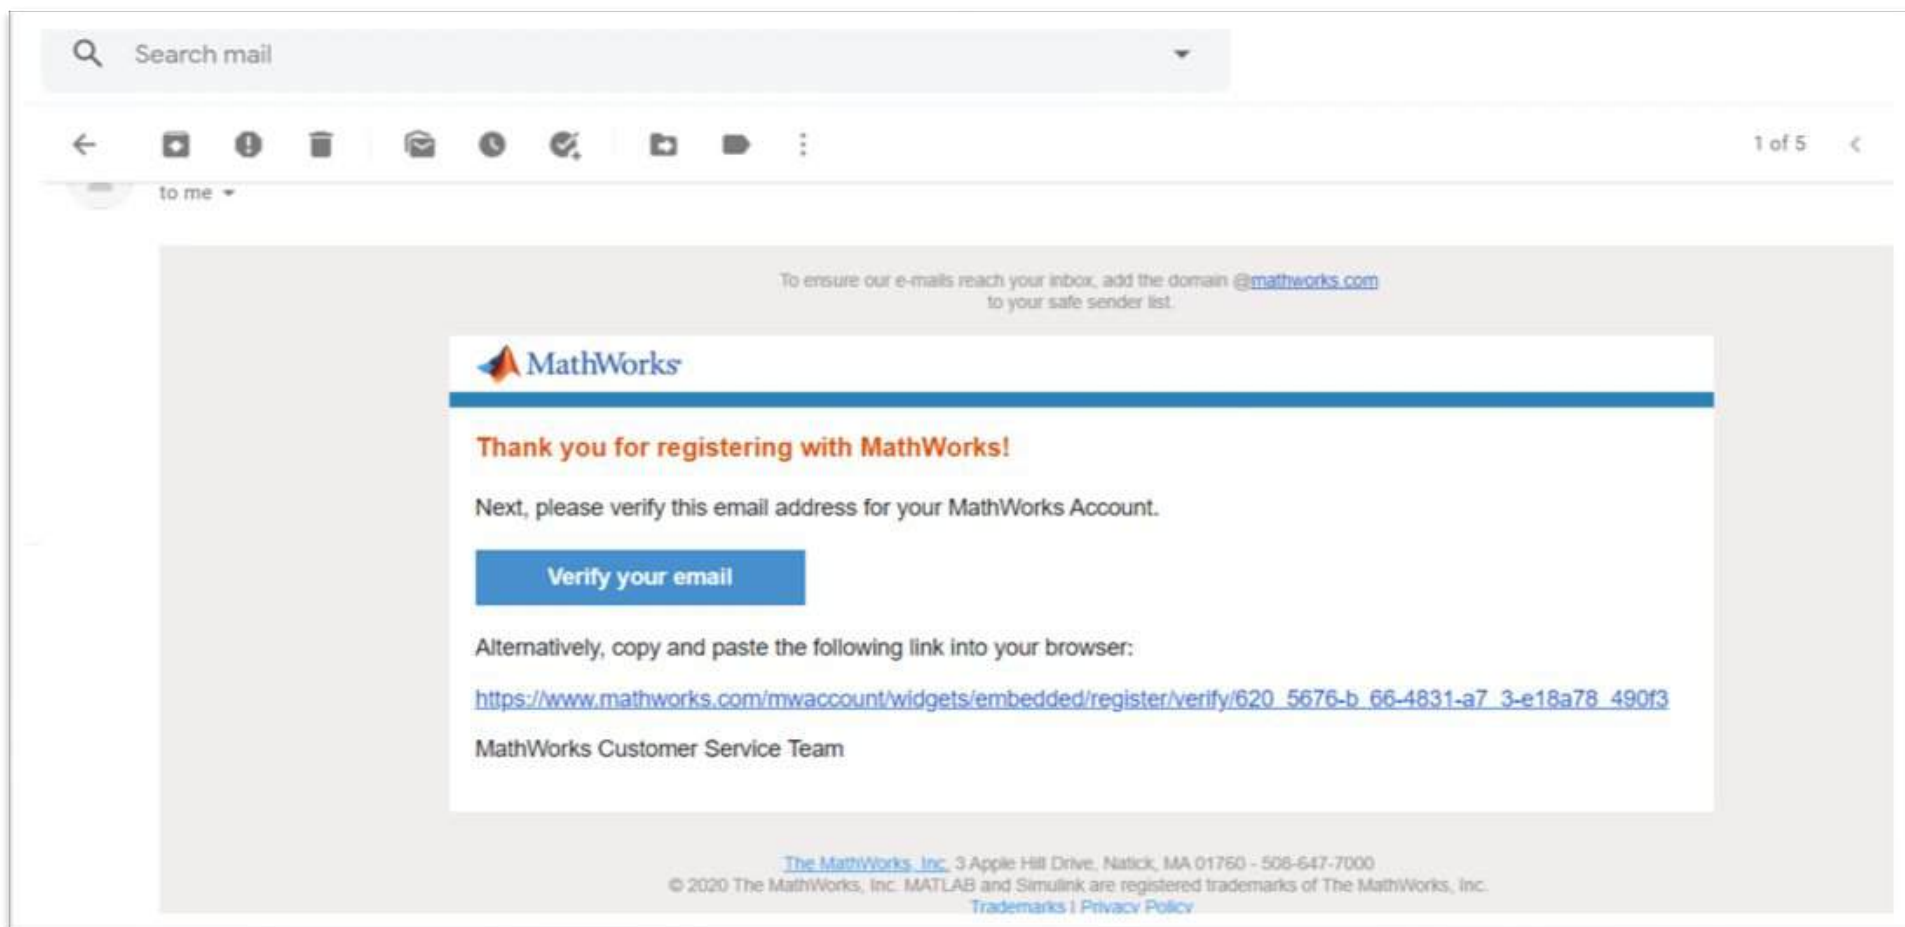 Search mail
1 of 5
to me
To ensure our e-mails reach your inbox, add the domain @mathworks.com
to your safe sender list.
MathWorks®
Thank you for registering with MathWorks!
Next, please verify this email address for your MathWorks Account.
Verify your email
Alternatively, copy and paste the following link into your browser:
https://www.mathworks.com/mwaccount/widgets/embedded/register/verify/620_5676-b_66-4831-a7_3-e18a78_490f3
MathWorks Customer Service Team
The MathWorks, Inc. 3 Apple Hill Drive, Natick, MA 01760 - 508-647-7000
© 2020 The MathWorks, Inc. MATLAB and Simulink are registered trademarks of The MathWorks, Inc.
Trademarks | Privacy Policy